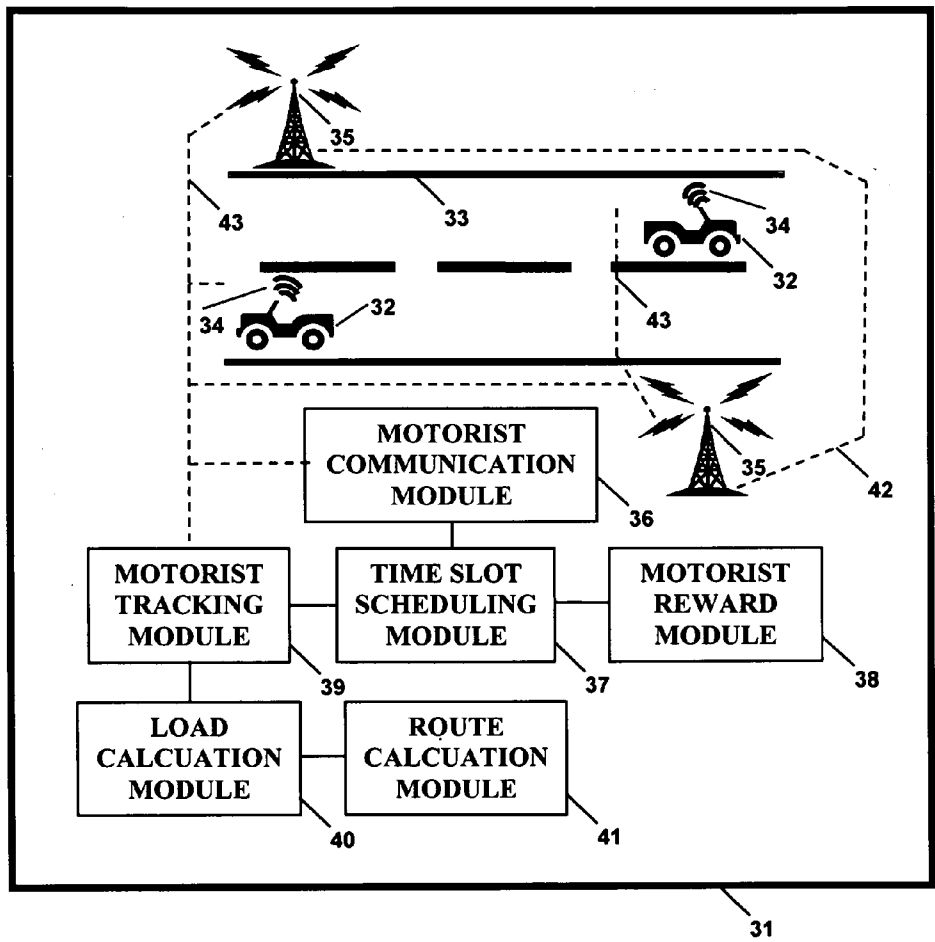 35
33
43
34
32
34
32
43
35
42
MOTORIST
COMMUNICATION
MODULE
36
MOTORIST
TRACKING
MODULE
39
TIME SLOT
SCHEDULING
MODULE
37
MOTORIST
REWARD
MODULE
38
LOAD
CALCUATION
MODULE
40
ROUTE
CALCUATION
MODULE
41
31